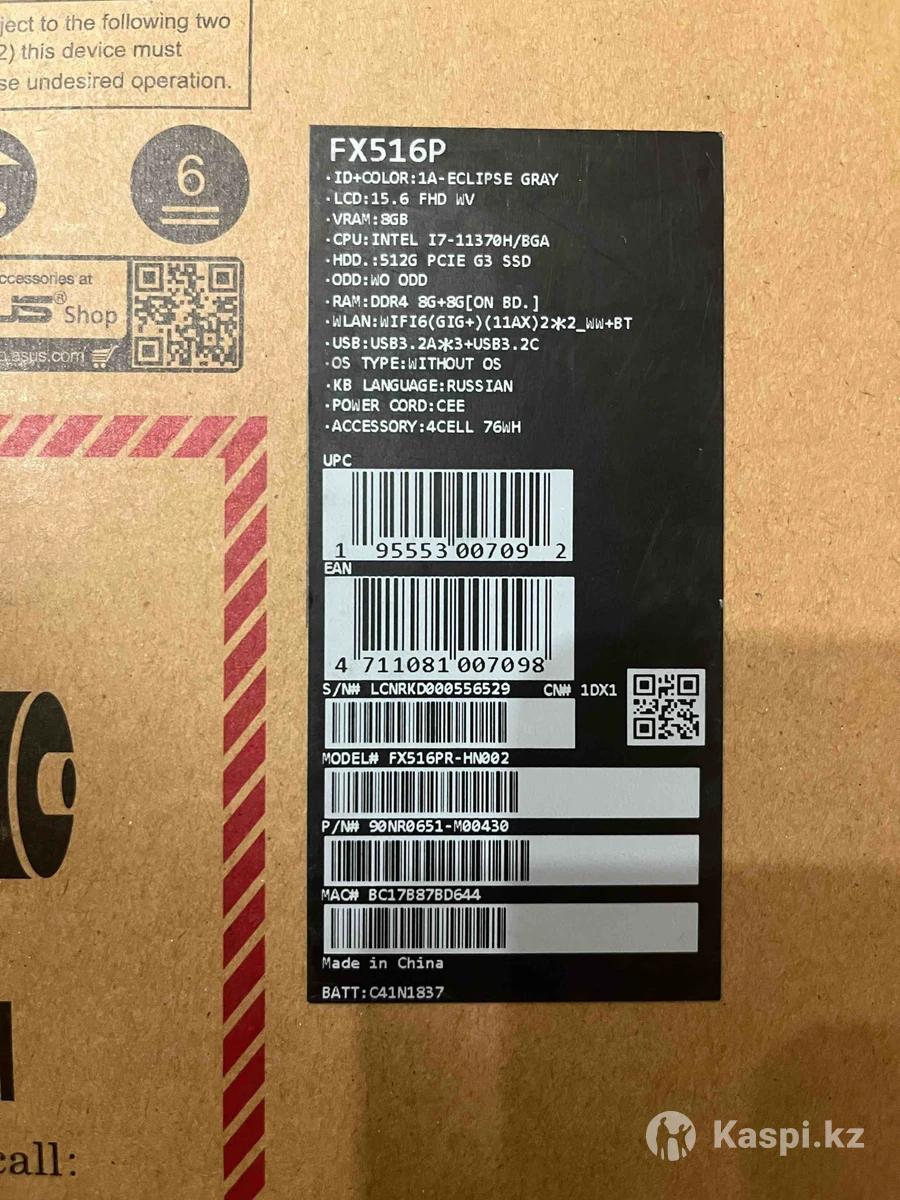 ject to the following two
2) this device must
se undesired operation.
6
ccessories at
US® Shop
o.asus.com
FX516P
·ID+COLOR:1A-ECLIPSE GRAY
·LCD:15.6 FHD WV
·VRAM:8GB
·CPU:INTEL I7-11370H/BGA
·HDD.:512G PCIE G3 SSD
·ODD:WO ODD
·RAM:DDR4 8G+8G[ON BD.]
·WLAN:WIFI6(GIG+)(11AX)2*2_WW+BT
·USB:USB3.2A*3+USB3.2C
·OS TYPE:WITHOUT OS
·KB LANGUAGE:RUSSIAN
·POWER CORD:CEE
·ACCESSORY:4CELL 76WH
UPC
1 95553 00709 2
EAN
4 711081 007098
S/N# LCNRKD000556529 CN# 1DX1
MODEL# FX516PR-HN002
P/N# 90NR0651-M00430
MAC# BC17B87BD644
Made in China
BATT:C41N1837
call:
Kaspi.kz